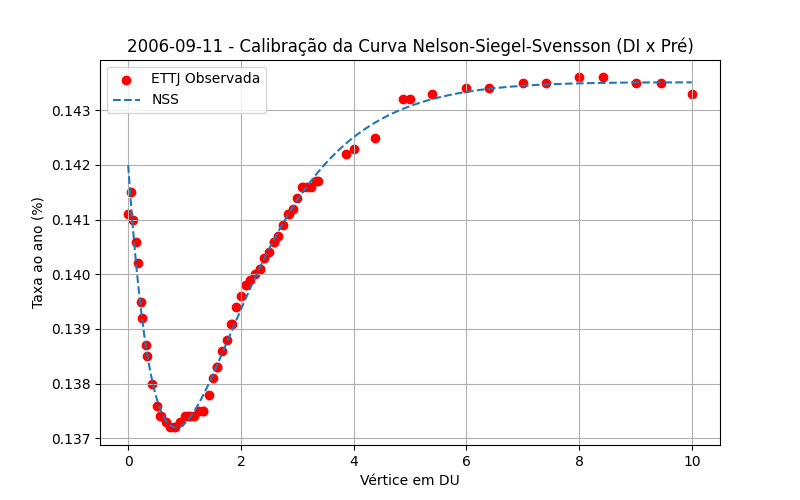 2006-09-11 - Calibração da Curva Nelson-Siegel-Svensson (DI x Pré)
ETTJ Observada
NSS
Taxa ao ano (%)
0.143
0.142
0.141
0.140
0.139
0.138
0.137
0 2 4 6 8 10
Vértice em DU